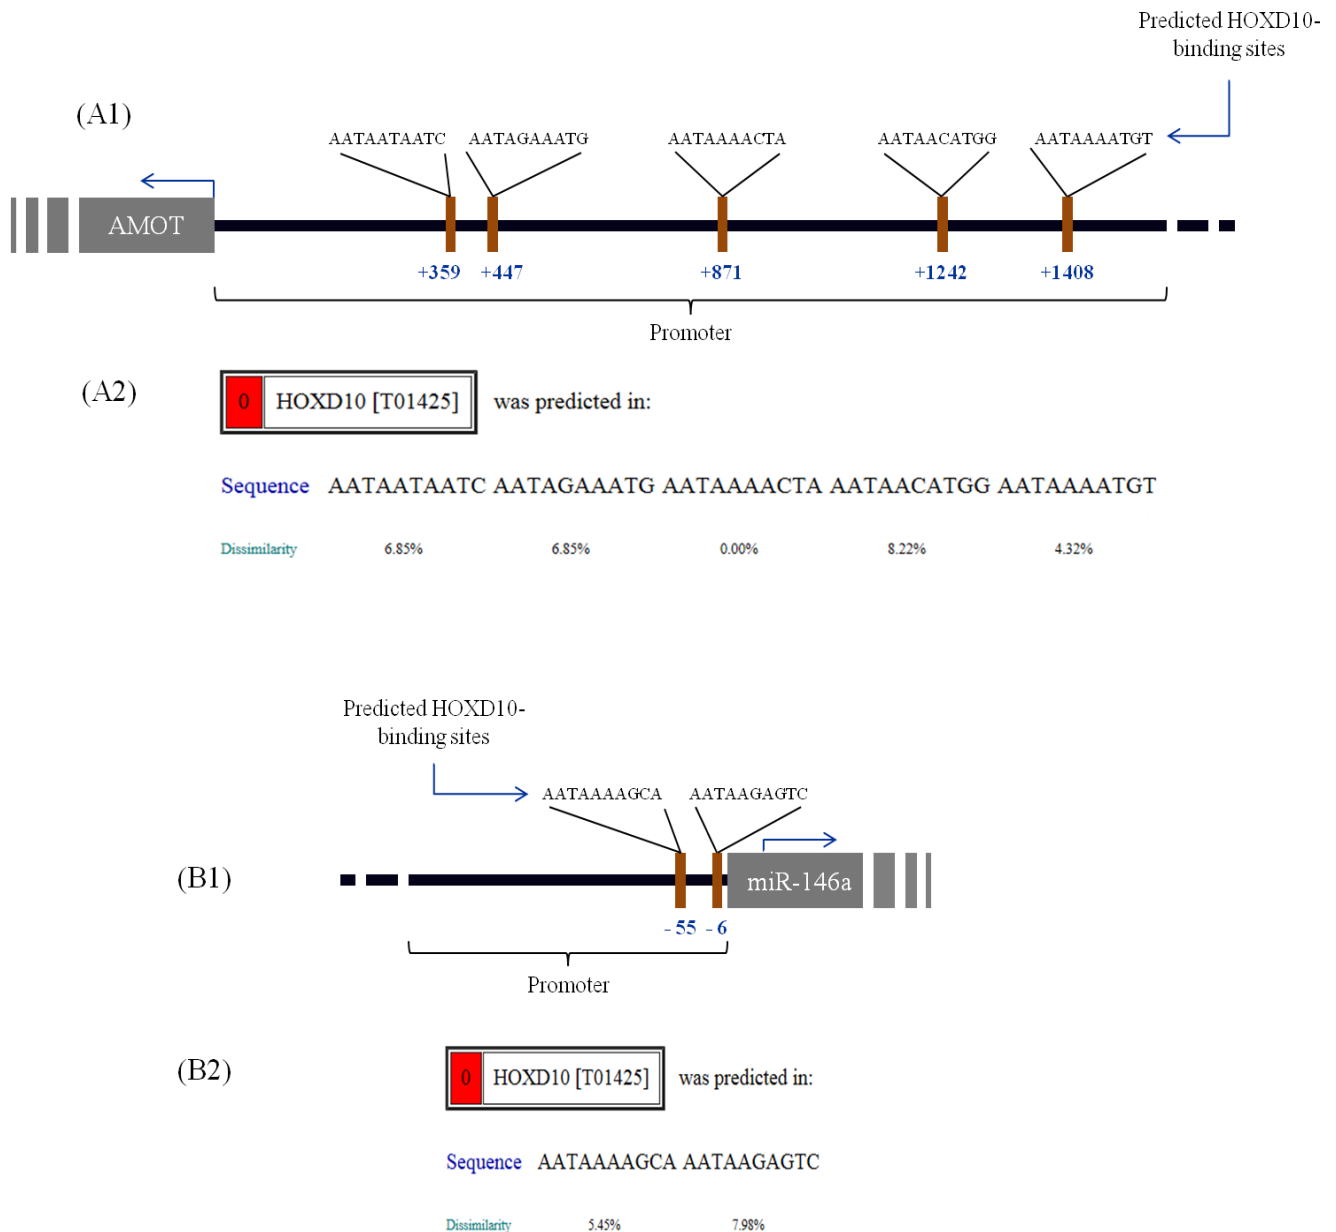 Predicted HOXD10-
binding sites
(A1)
AATAATAATC AATAGAAATG AATAAAACTA AATAACATGG AATAAAATGT
AMOT
+359 +447 +871 +1242 +1408
Promoter
(A2)
0 HOXD10 [T01425] was predicted in:
Sequence AATAATAATC AATAGAAATG AATAAAACTA AATAACATGG AATAAAATGT
Dissimilarity 6.85% 6.85% 0.00% 8.22% 4.32%
Predicted HOXD10-
binding sites
AATAAAAGCA AATAAGAGTC
(B1)
miR-146a
- 55 - 6
Promoter
(B2)
0 HOXD10 [T01425] was predicted in:
Sequence AATAAAAGCA AATAAGAGTC
Dissimilarity 5.45% 7.98%